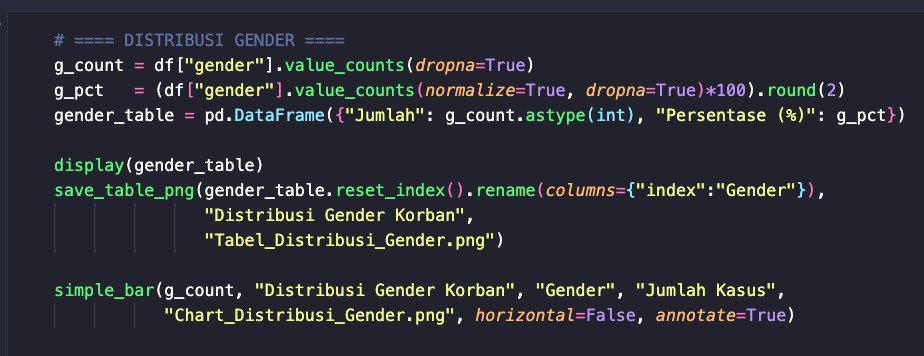 # ==== DISTRIBUSI GENDER ====
g_count = df["gender"].value_counts(dropna=True)
g_pct   = (df["gender"].value_counts(normalize=True, dropna=True)*100).round(2)
gender_table = pd.DataFrame({"Jumlah": g_count.astype(int), "Persentase (%)": g_pct})

display(gender_table)
save_table_png(gender_table.reset_index().rename(columns={"index":"Gender"}),
               "Distribusi Gender Korban",
               "Tabel_Distribusi_Gender.png")

simple_bar(g_count, "Distribusi Gender Korban", "Gender", "Jumlah Kasus",
           "Chart_Distribusi_Gender.png", horizontal=False, annotate=True)